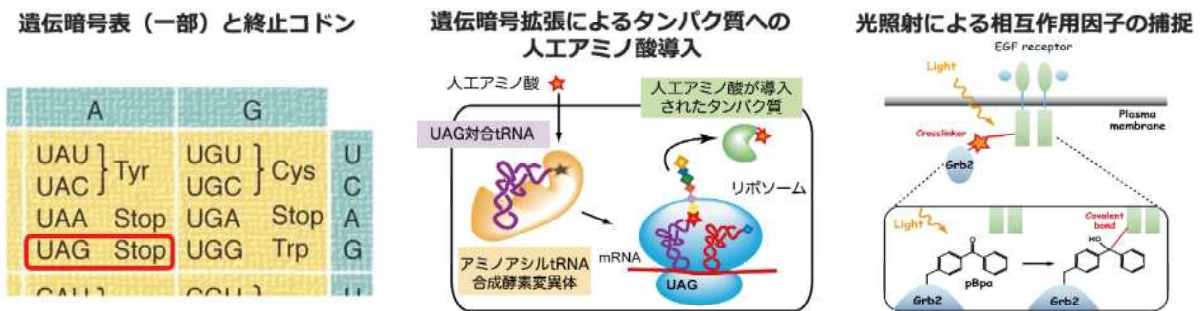 遺伝暗号表（一部）と終止コドン
A
G
UAU
UAC
Tyr
UGU
UGC
Cys
UAA Stop
UGA Stop
UAG Stop
UGG Trp
U
C
A
G
遺伝暗号拡張によるタンパク質への
人工アミノ酸導入
人工アミノ酸
UAG対合tRNA
人工アミノ酸が導入
されたタンパク質
リボソーム
mRNA
UAG
アミノアシルtRNA
合成酵素変異体
光照射による相互作用因子の捕捉
EGF receptor
Light
Plasma
membrane
Crosslinker
Grb2
Light
Covalent
bond
HO
O
pBpa
Grb2
Grb2